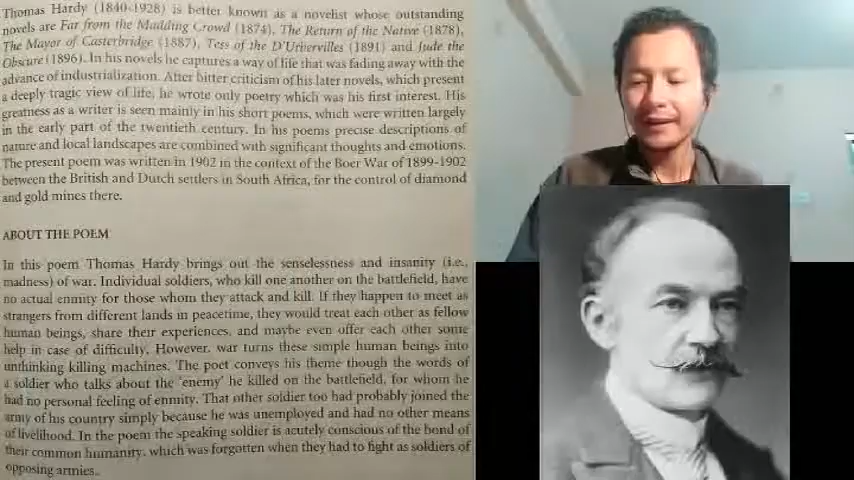 Thomas Hardy (1840-1928) is better known as a novelist whose outstanding
novels are Far from the Madding Crowd (1874), The Return of the Native (1878),
The Mayor of Casterbridge (1887), Tess of the D'Urbervilles (1891) and Jude the
Obscure (1896). In his novels he captures a way of life that was fading away with the
advance of industrialization. After bitter criticism of his later novels, which present
a deeply tragic view of life, he wrote only poetry which was his first interest. His
greatness as a writer is seen mainly in his short poems, which were written largely
in the early part of the twentieth century. In his poems precise descriptions of
nature and local landscapes are combined with significant thoughts and emotions.
The present poem was written in 1902 in the context of the Boer War of 1899-1902
between the British and Dutch settlers in South Africa, for the control of diamond
and gold mines there.
ABOUT THE POEM
In this poem Thomas Hardy brings out the senselessness and insanity (i.e.,
madness) of war. Individual soldiers, who kill one another on the battlefield, have
no actual enmity for those whom they attack and kill. If they happen to meet as
strangers from different lands in peacetime, they would treat each other as fellow
human beings, share their experiences, and maybe even offer each other some
help in case of difficulty. However, war turns these simple human beings into
unthinking killing machines. The poet conveys his theme though the words of
a soldier who talks about the 'enemy' he killed on the battlefield, for whom he
had no personal feeling of enmity. That other soldier too had probably joined the
army of his country simply because he was unemployed and had no other means
of livelihood. In the poem the speaking soldier is acutely conscious of the bond of
their common humanity, which was forgotten when they had to fight as soldiers of
opposing armies.